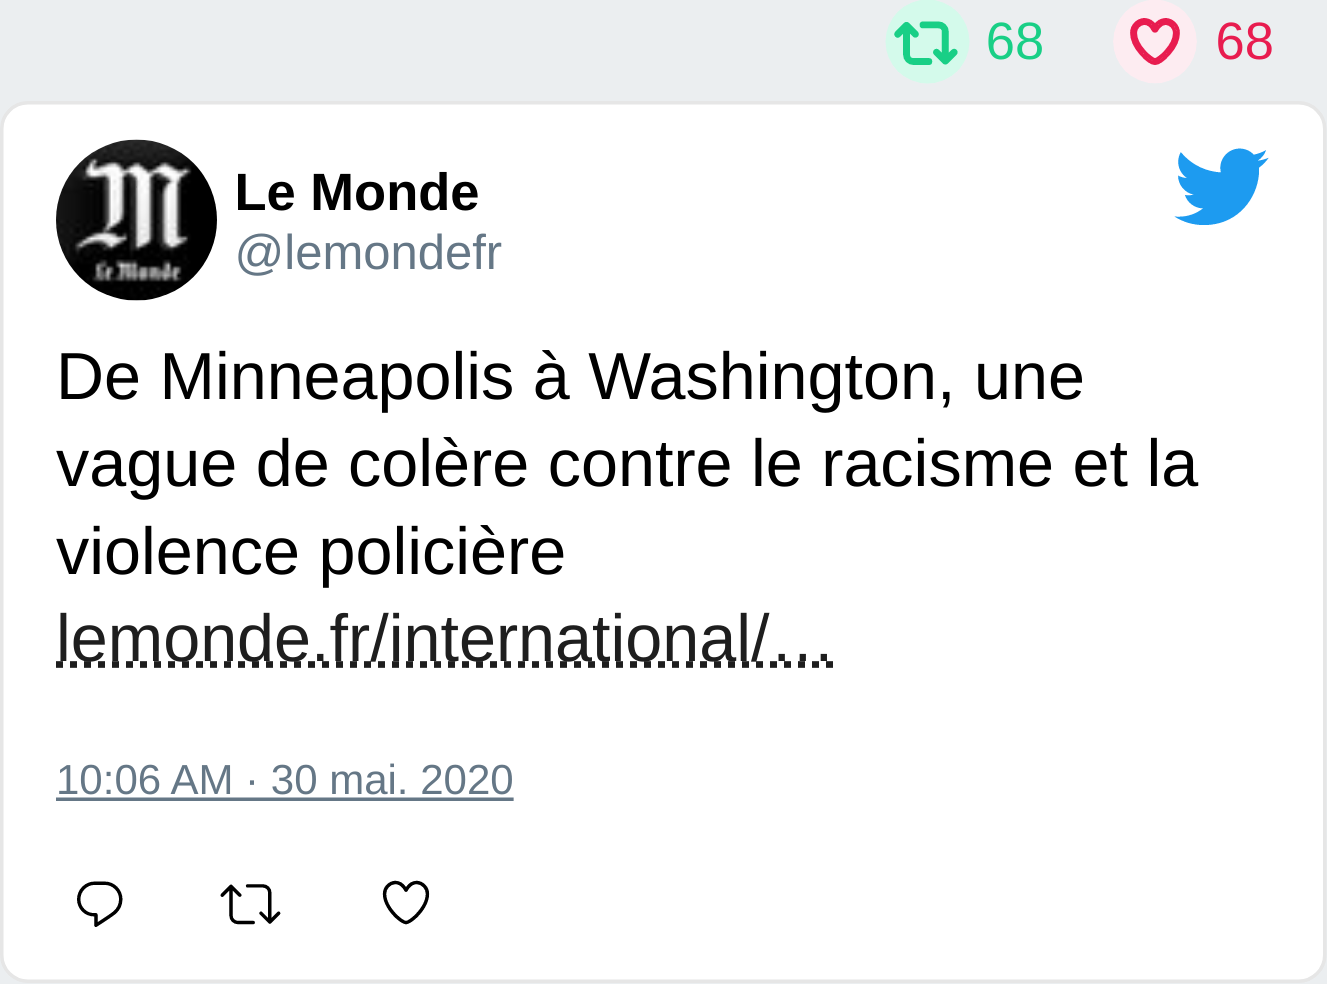 68 68
Le Monde
Le Monde
@lemondefr
De Minneapolis à Washington, une
vague de colère contre le racisme et la
violence policière
lemonde.fr/international/...
10:06 AM · 30 mai. 2020